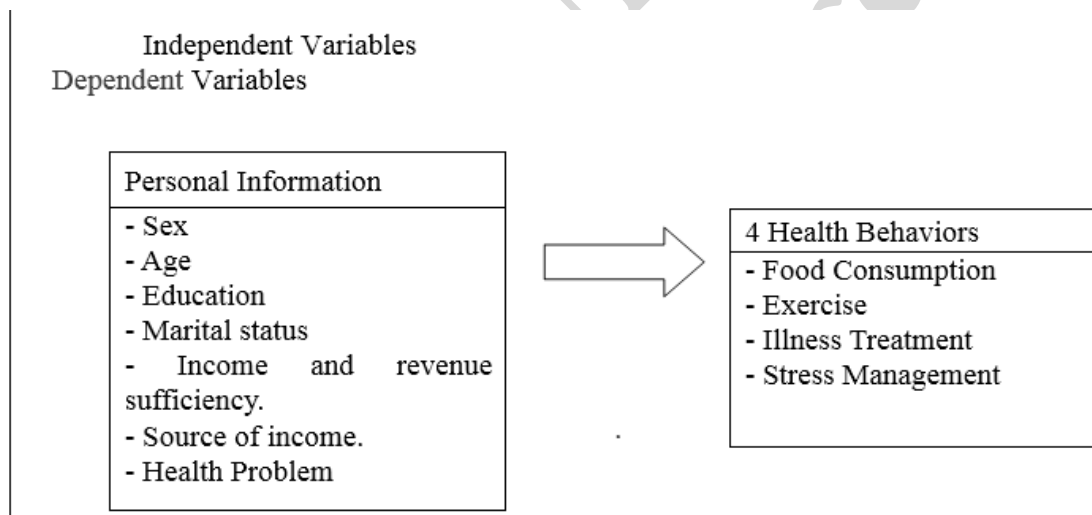 Independent Variables
Dependent Variables
Personal Information
- Sex
- Age
- Education
- Marital status
- Income and revenue
sufficiency.
- Source of income.
- Health Problem
4 Health Behaviors
- Food Consumption
- Exercise
- Illness Treatment
- Stress Management